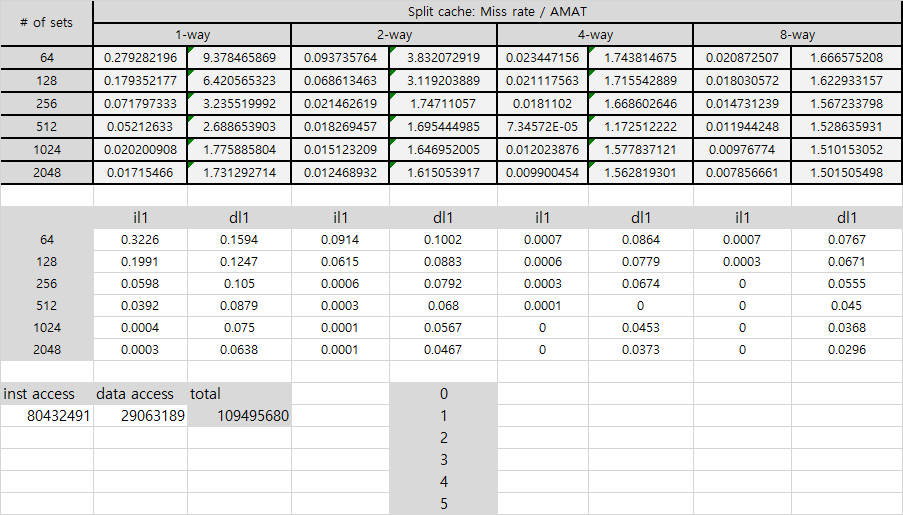 # of sets Split cache: Miss rate / AMAT
1-way 2-way 4-way 8-way
64 0.279282196 9.378465869 0.093735764 3.832072919 0.023447156 1.743814675 0.020872507 1.666575208
128 0.179352177 6.420565323 0.068613463 3.119203889 0.021117563 1.715542889 0.018030572 1.622933157
256 0.071797333 3.235519992 0.021462619 1.74711057 0.0181102 1.668602646 0.014731239 1.567233798
512 0.05212633 2.688653903 0.018269457 1.695444985 7.34572E-05 1.172512222 0.011944248 1.528635931
1024 0.020200908 1.775885804 0.015123209 1.646952005 0.012023876 1.577837121 0.00976774 1.510153052
2048 0.01715466 1.731292714 0.012468932 1.615053917 0.009900454 1.562819301 0.007856661 1.501505498
il1 dl1 il1 dl1 il1 dl1 il1 dl1
64 0.3226 0.1594 0.0914 0.1002 0.0007 0.0864 0.0007 0.0767
128 0.1991 0.1247 0.0615 0.0883 0.0006 0.0779 0.0003 0.0671
256 0.0598 0.105 0.0006 0.0792 0.0003 0.0674 0 0.0555
512 0.0392 0.0879 0.0003 0.068 0.0001 0 0 0.045
1024 0.0004 0.075 0.0001 0.0567 0 0.0453 0 0.0368
2048 0.0003 0.0638 0.0001 0.0467 0 0.0373 0 0.0296
inst access data access total 0
80432491 29063189 109495680 1
2
3
4
5